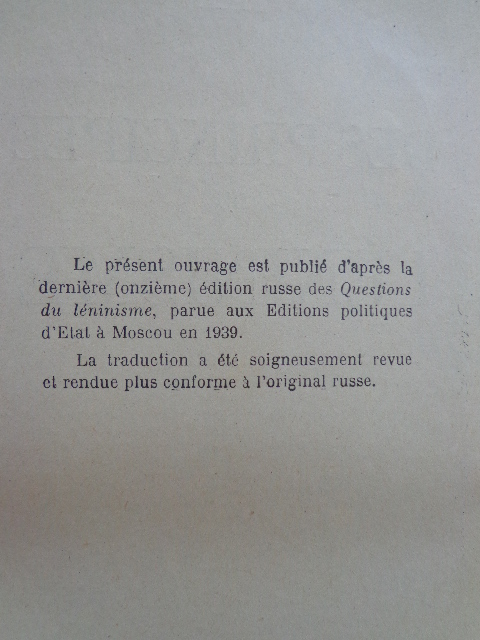 Le présent ouvrage est publié d'après la
dernière (onzième) édition russe des Questions
du léninisme, parue aux Editions politiques
d'Etat à Moscou en 1939.
La traduction a été soigneusement revue
et rendue plus conforme à l'original russe.